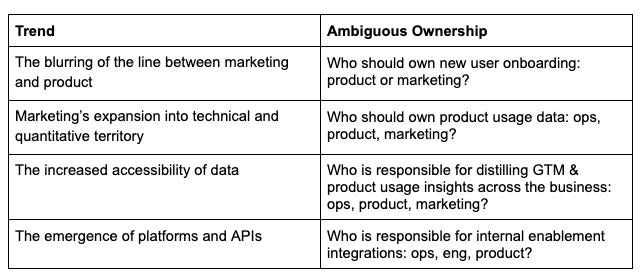 Trend
Ambiguous Ownership
The blurring of the line between marketing
and product
Who should own new user onboarding:
product or marketing?
Marketing’s expansion into technical and
quantitative territory
Who should own product usage data: ops,
product, marketing?
The increased accessibility of data
Who is responsible for distilling GTM &
product usage insights across the business:
ops, product, marketing?
The emergence of platforms and APIs
Who is responsible for internal enablement
integrations: ops, eng, product?